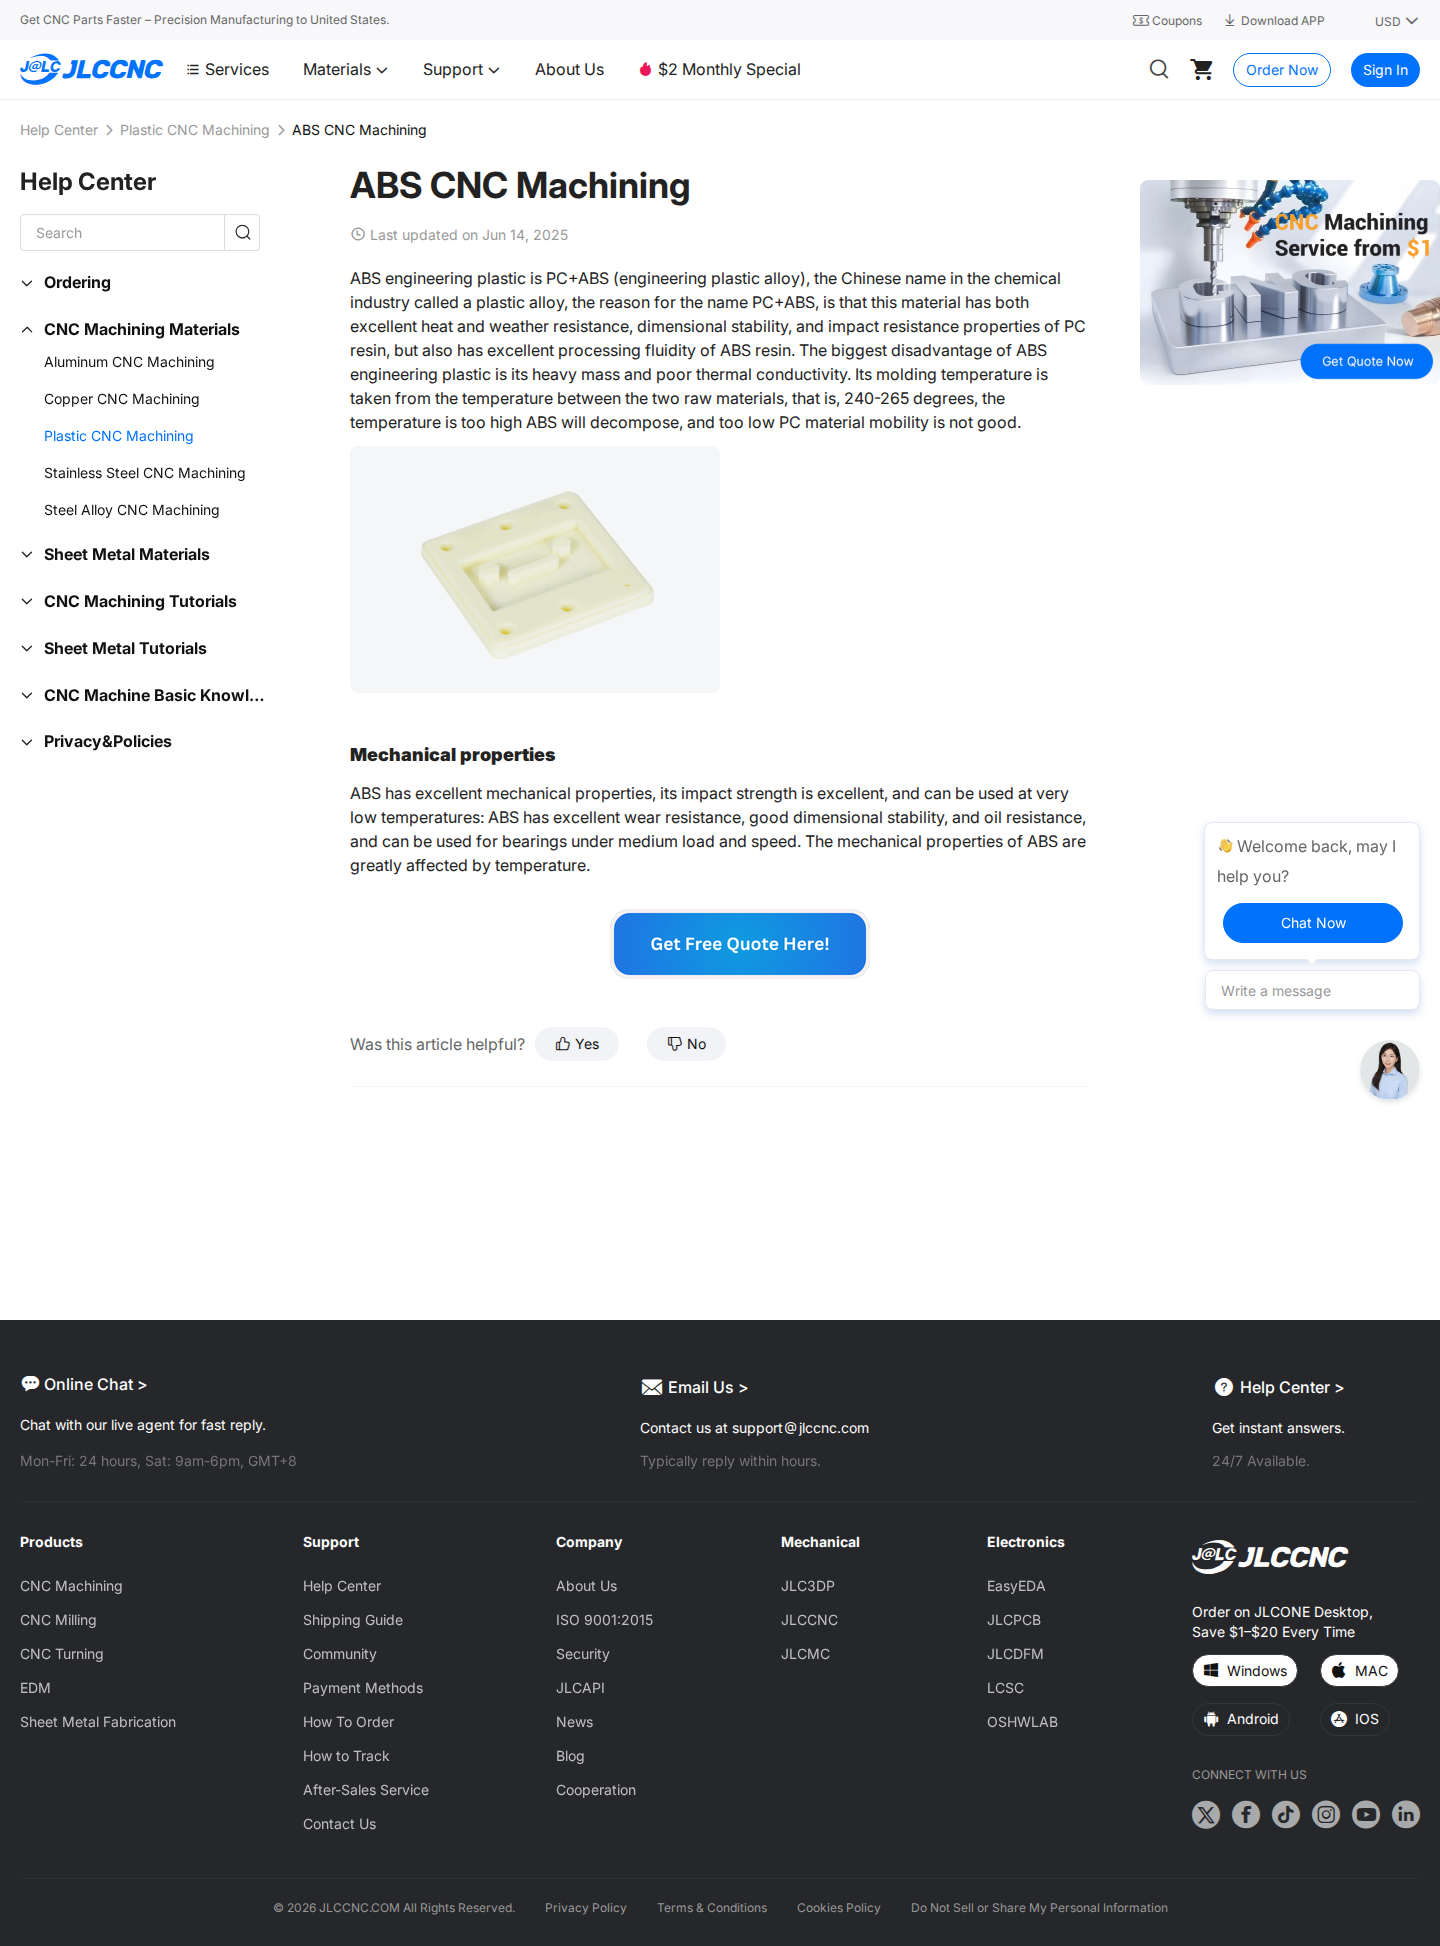 Get CNC Parts Faster – Precision Manufacturing to United States.
Coupons
Download APP
USD
J@LC JLCCNC
Services
Materials
Support
About Us
$2 Monthly Special
Order Now
Sign In
Help Center > Plastic CNC Machining > ABS CNC Machining
Help Center
Search
Ordering
CNC Machining Materials
Aluminum CNC Machining
Copper CNC Machining
Plastic CNC Machining
Stainless Steel CNC Machining
Steel Alloy CNC Machining
Sheet Metal Materials
CNC Machining Tutorials
Sheet Metal Tutorials
CNC Machine Basic Knowl...
Privacy&Policies
ABS CNC Machining
Last updated on Jun 14, 2025
ABS engineering plastic is PC+ABS (engineering plastic alloy), the Chinese name in the chemical
industry called a plastic alloy, the reason for the name PC+ABS, is that this material has both
excellent heat and weather resistance, dimensional stability, and impact resistance properties of PC
resin, but also has excellent processing fluidity of ABS resin. The biggest disadvantage of ABS
engineering plastic is its heavy mass and poor thermal conductivity. Its molding temperature is
taken from the temperature between the two raw materials, that is, 240-265 degrees, the
temperature is too high ABS will decompose, and too low PC material mobility is not good.
Mechanical properties
ABS has excellent mechanical properties, its impact strength is excellent, and can be used at very
low temperatures: ABS has excellent wear resistance, good dimensional stability, and oil resistance,
and can be used for bearings under medium load and speed. The mechanical properties of ABS are
greatly affected by temperature.
Get Free Quote Here!
Was this article helpful?
Yes
No
CNC Machining
Service from $1
CNC
Get Quote Now
👋 Welcome back, may I
help you?
Chat Now
Write a message
Online Chat >
Chat with our live agent for fast reply.
Mon-Fri: 24 hours, Sat: 9am-6pm, GMT+8
Email Us >
Contact us at support@jlccnc.com
Typically reply within hours.
Help Center >
Get instant answers.
24/7 Available.
Products
CNC Machining
CNC Milling
CNC Turning
EDM
Sheet Metal Fabrication
Support
Help Center
Shipping Guide
Community
Payment Methods
How To Order
How to Track
After-Sales Service
Contact Us
Company
About Us
ISO 9001:2015
Security
JLCAPI
News
Blog
Cooperation
Mechanical
JLC3DP
JLCCNC
JLCMC
Electronics
EasyEDA
JLCPCB
JLCDFM
LCSC
OSHWLAB
J@LC JLCCNC
Order on JLCONE Desktop,
Save $1–$20 Every Time
Windows
MAC
Android
IOS
CONNECT WITH US
© 2026 JLCCNC.COM All Rights Reserved.
Privacy Policy
Terms & Conditions
Cookies Policy
Do Not Sell or Share My Personal Information